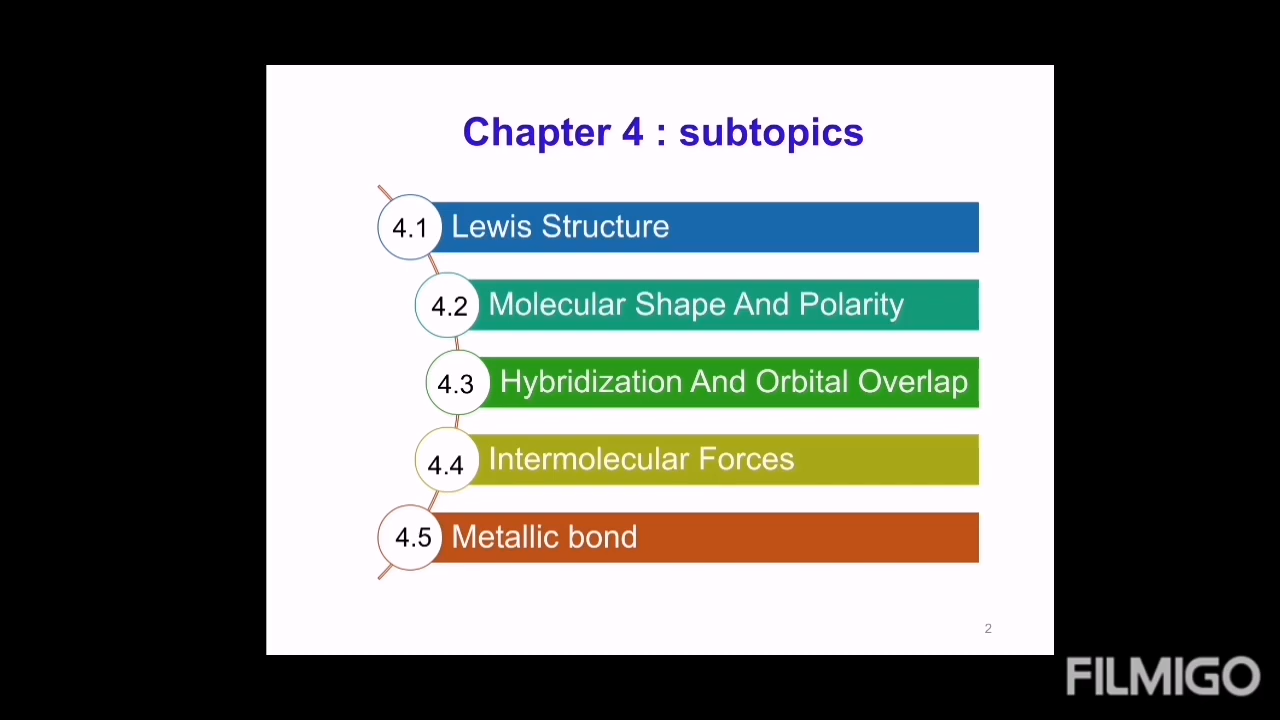 Chapter 4 : subtopics
4.1 Lewis Structure
4.2 Molecular Shape And Polarity
4.3 Hybridization And Orbital Overlap
4.4 Intermolecular Forces
4.5 Metallic bond
2
FILMIGO